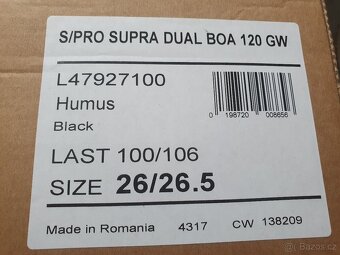 S/PRO SUPRA DUAL BOA 120 GW
L47927100
Humus
Black
0 198720 008656
LAST 100/106
SIZE 26/26.5
Made in Romania 4317 CW 138209
Bazoš.cz